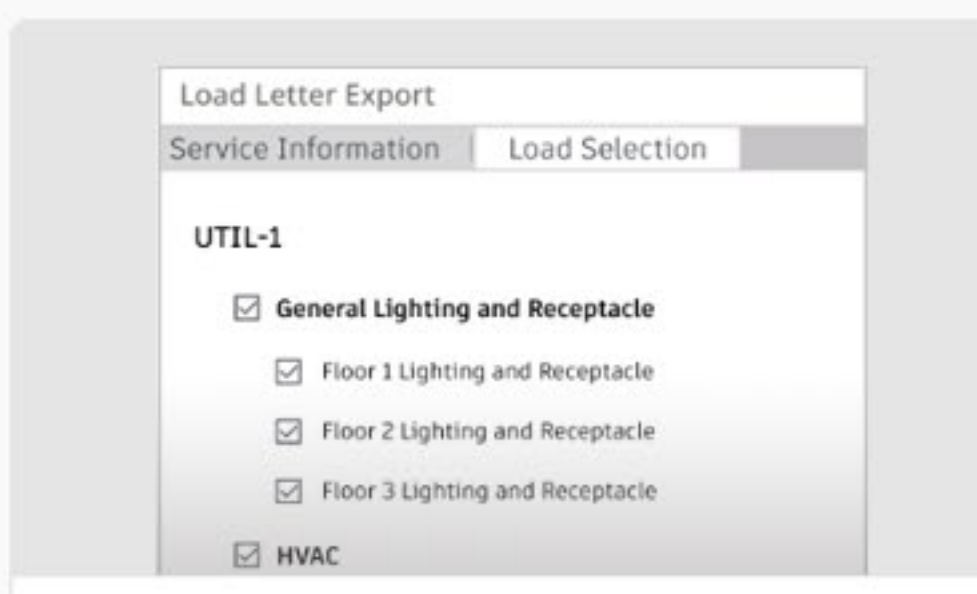 Load Letter Export
Service Information
Load Selection
UTIL-1
General Lighting and Receptacle
Floor 1 Lighting and Receptacle
Floor 2 Lighting and Receptacle
Floor 3 Lighting and Receptacle
HVAC